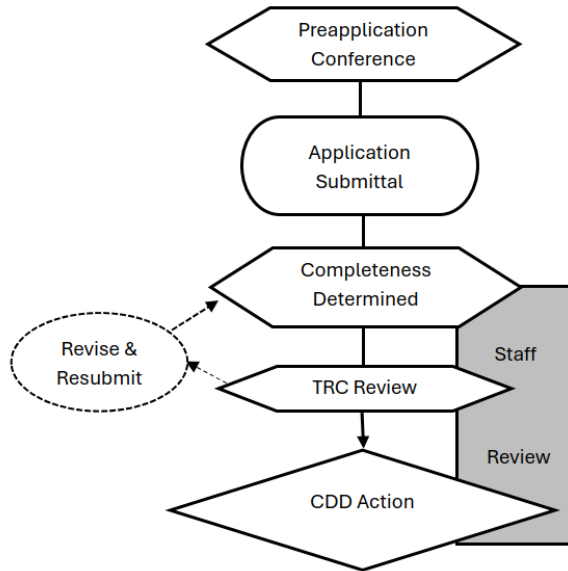 Preapplication
Conference
Application
Submittal
Completeness
Determined
Revise &
Resubmit
Staff
TRC Review
Review
CDD Action